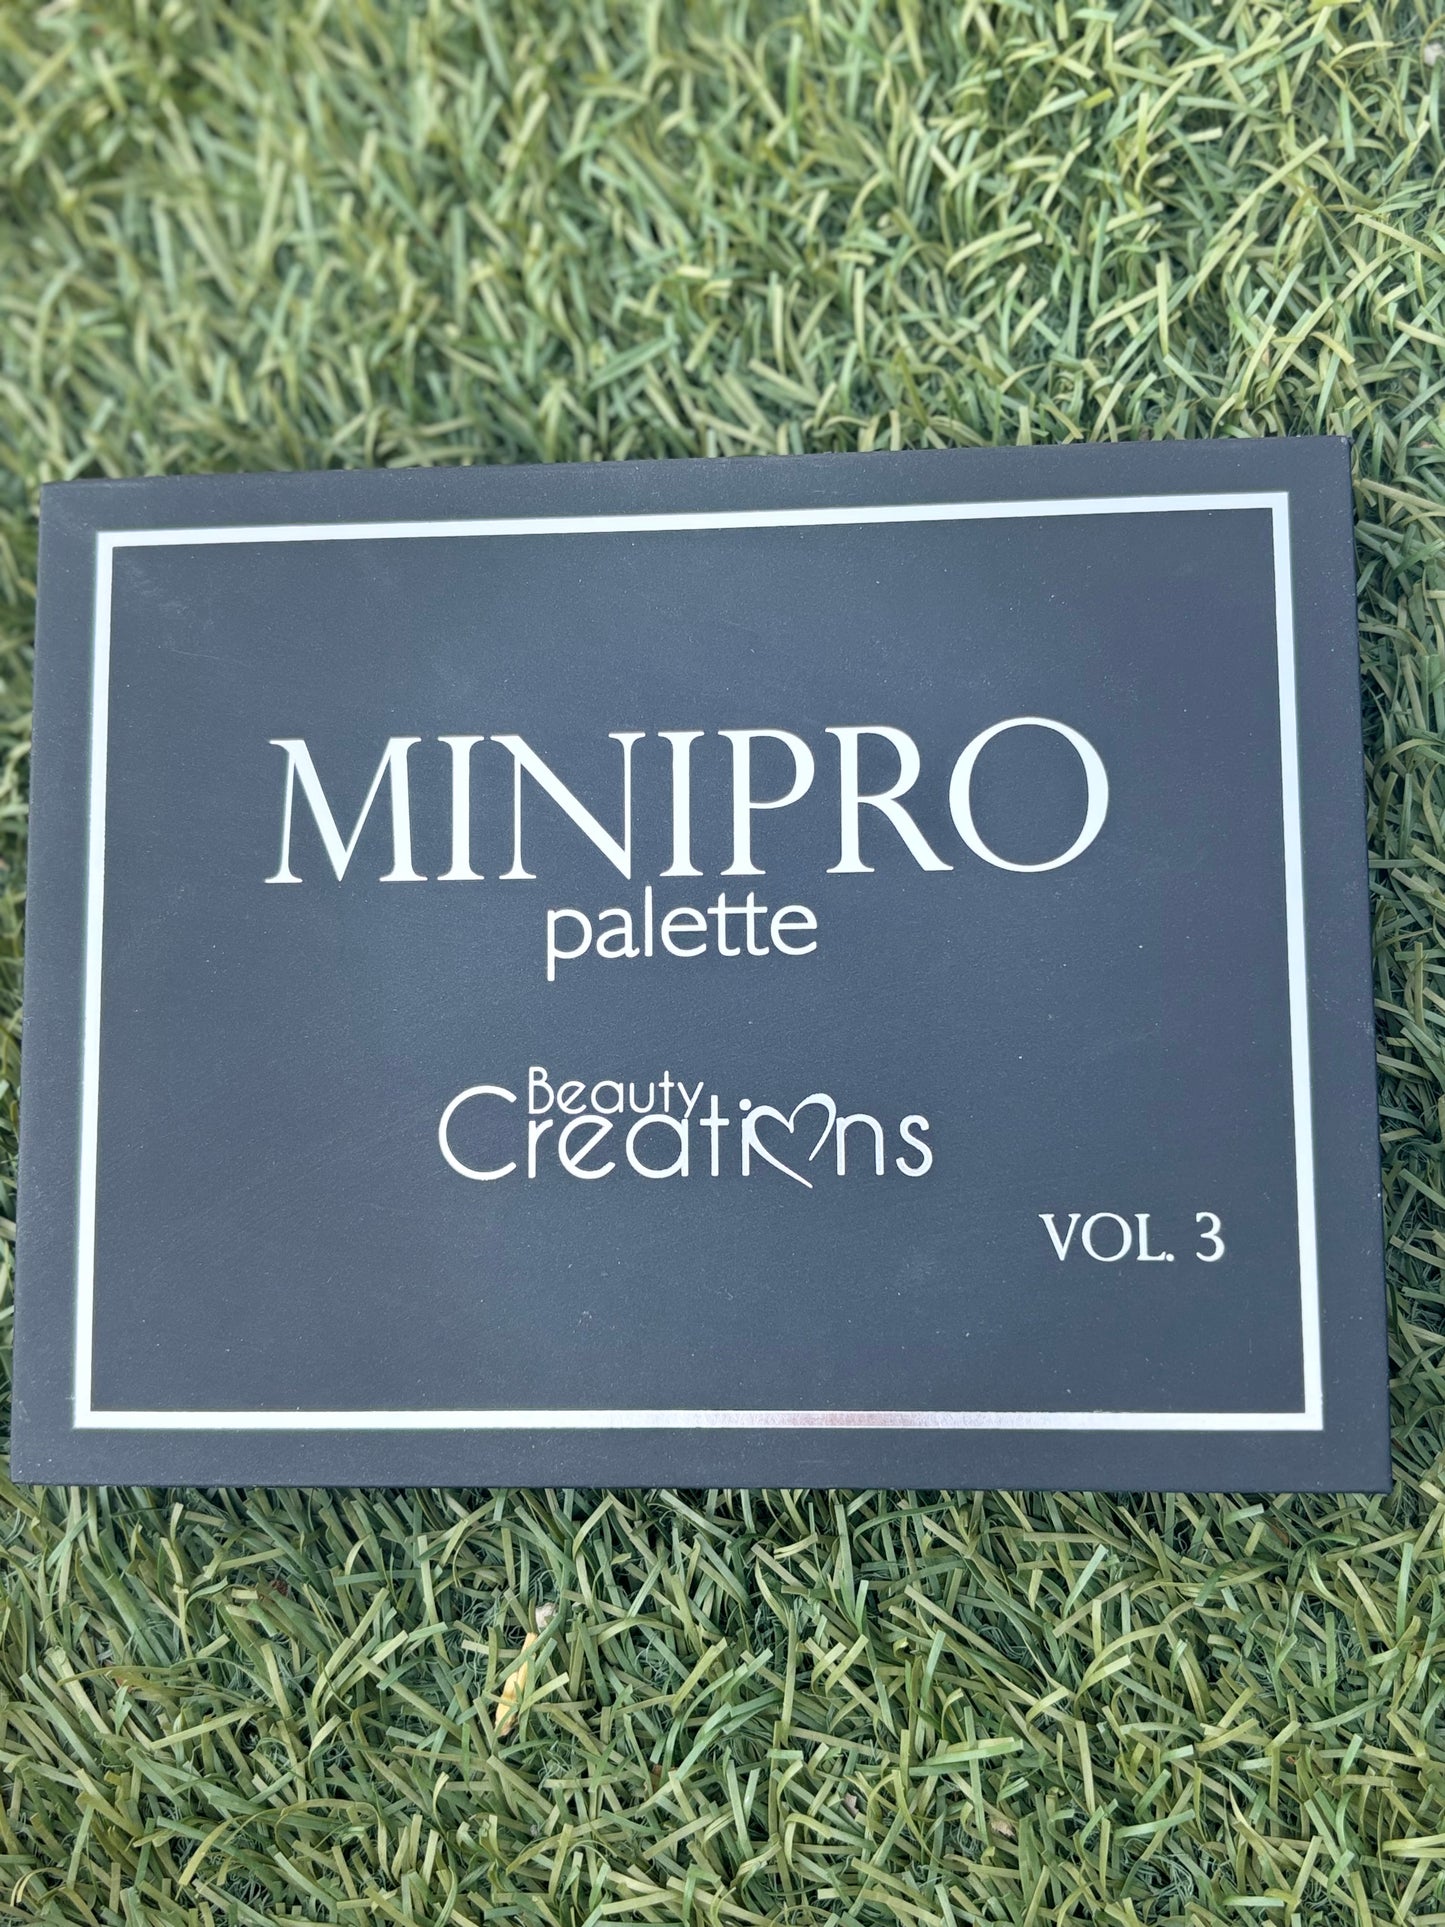 MINIPRO
palette
Beauty
Creations
VOL. 3